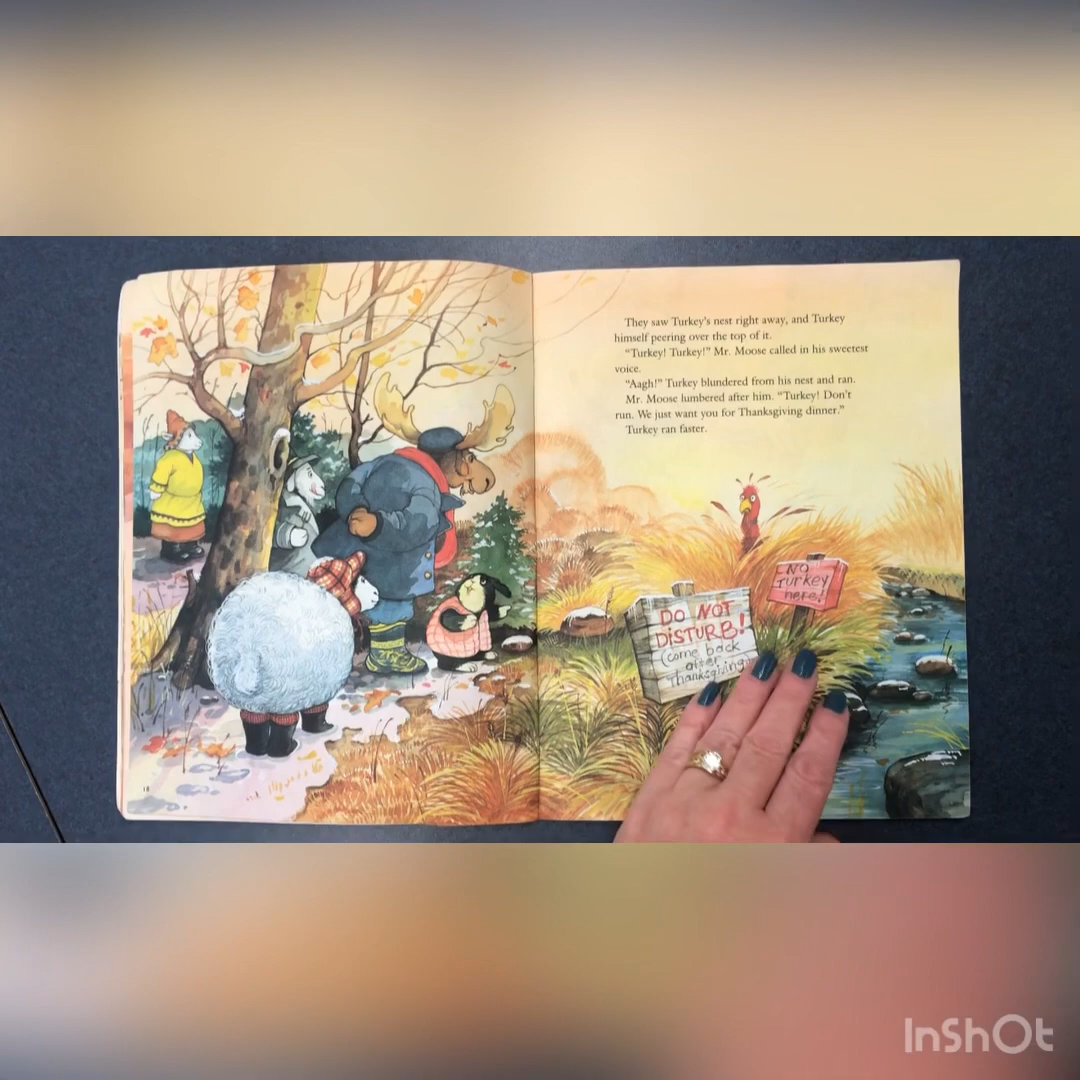 They saw Turkey's nest right away, and Turkey
himself peering over the top of it.
"Turkey! Turkey!" Mr. Moose called in his sweetest
voice.
"Aagh!" Turkey blundered from his nest and ran.
Mr. Moose lumbered after him. "Turkey! Don't
run. We just want you for Thanksgiving dinner."
Turkey ran faster.
NO
Turkey
here!
DO NOT
DISTURB!
(come back
after
Thanksgiving
18
InShOt